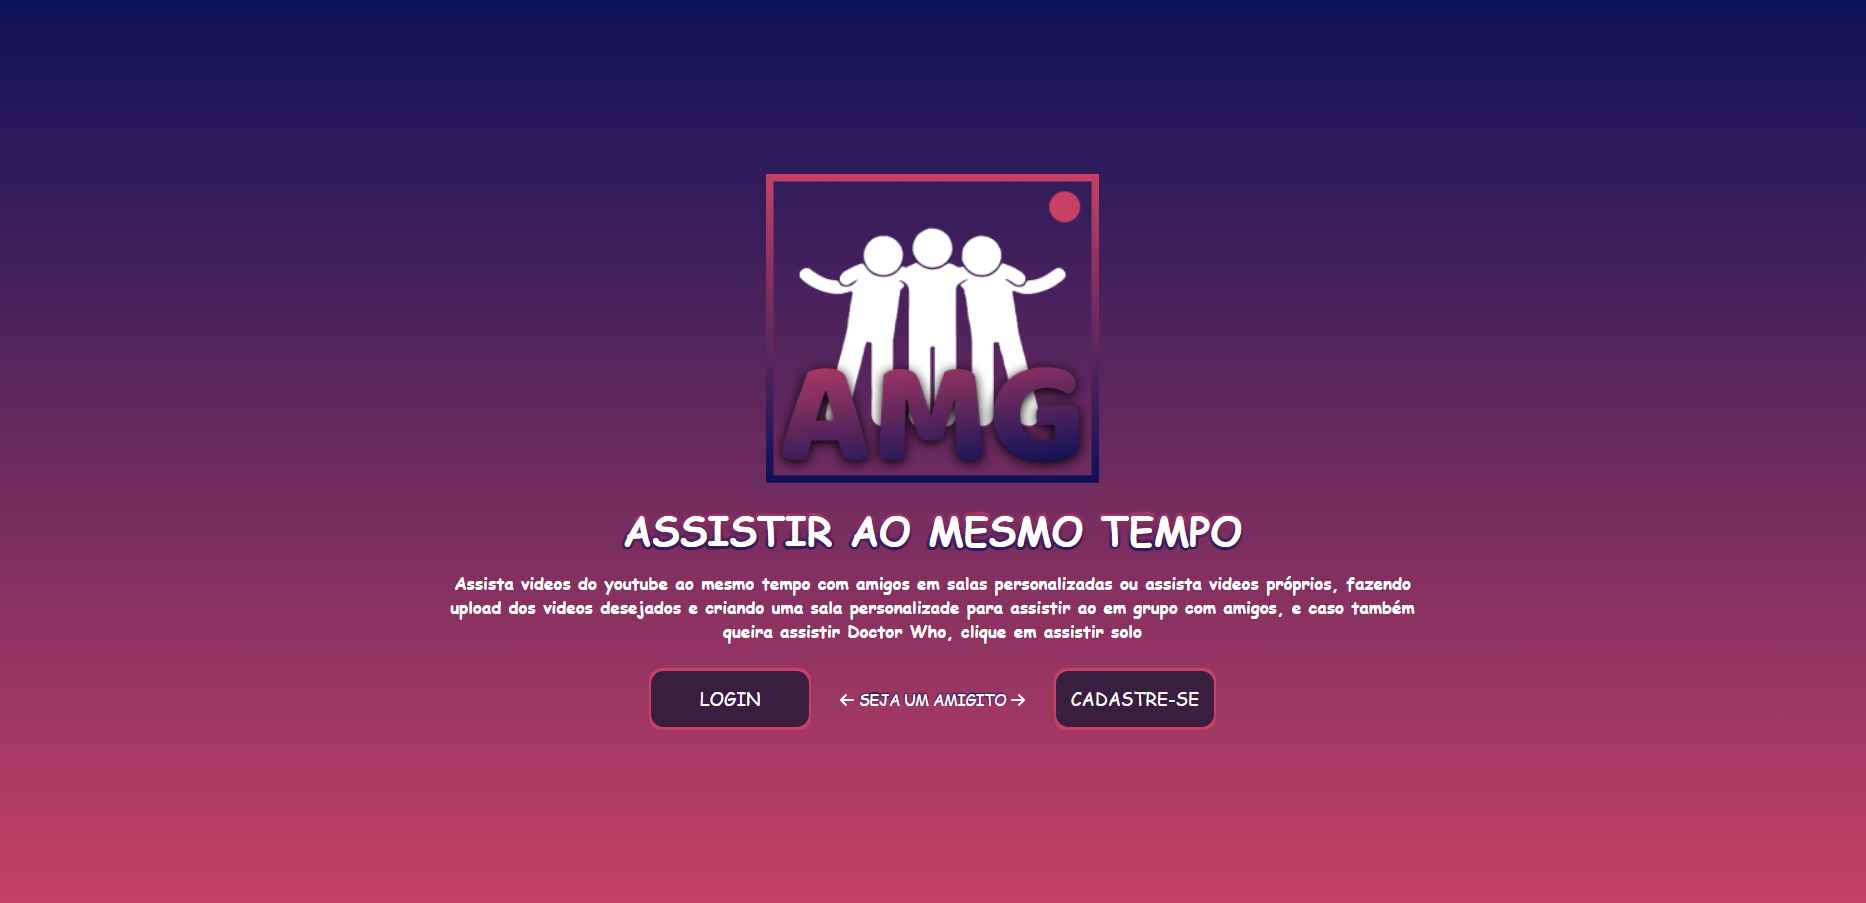 AMG
ASSISTIR AO MESMO TEMPO
Assista videos do youtube ao mesmo tempo com amigos em salas personalizadas ou assista videos próprios, fazendo
upload dos videos desejados e criando uma sala personalizade para assistir ao em grupo com amigos, e caso também
queira assistir Doctor Who, clique em assistir solo
LOGIN ← SEJA UM AMIGITO → CADASTRE-SE